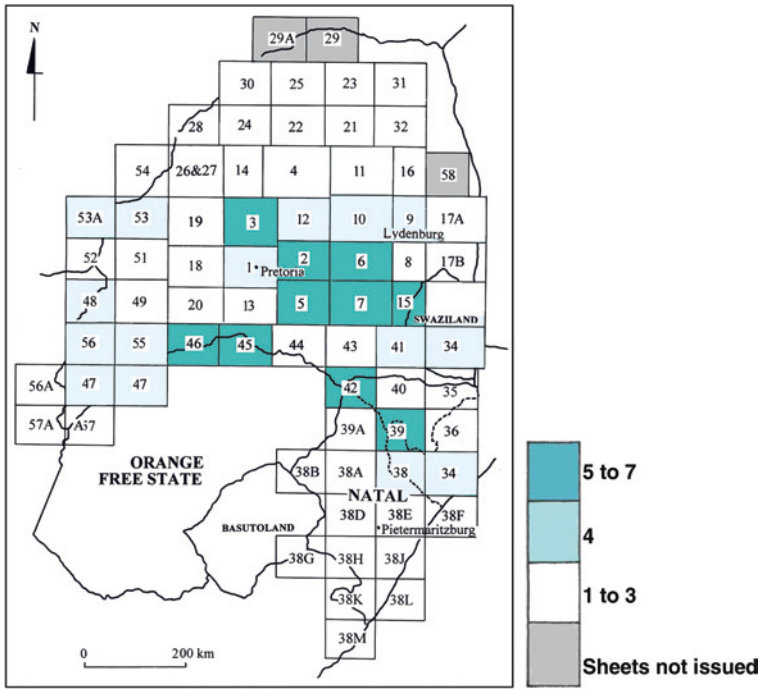 N
29A 29
30 25 23 31
28 24 22 21 32
54 26&27 14 4 11 16 58
53A 53 19 3 12 10 9 17A
Lydenburg
52 51 18 1 Pretoria 2 6 8 17B
48 49 20 13 5 7 15
SWAZILAND
56 55 46 45 44 43 41 34
56A 47 47 42 40 35
57A A57 39A 39 36
ORANGE
FREE STATE
38B 38A 38 34
NATAL
BASUTOLAND
38D 38E 38F
Pietermaritzburg
38G 38H 38J
38K 38L
38M
0 200 km
5 to 7
4
1 to 3
Sheets not issued